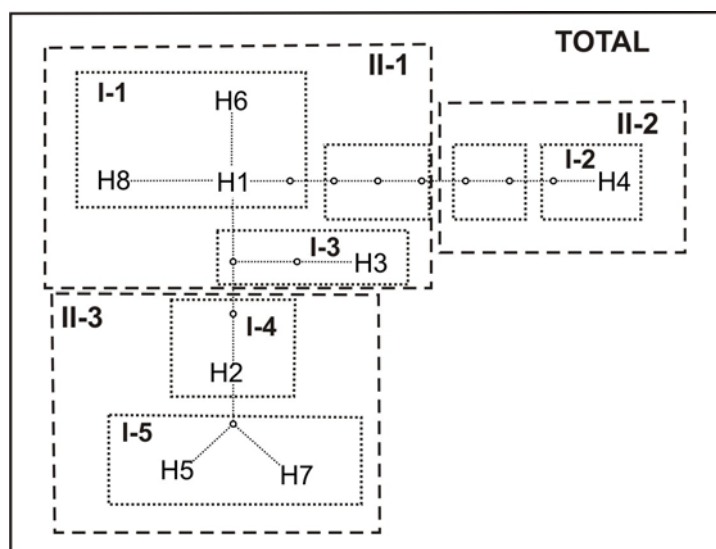 TOTAL
II-1
I-1
H6
II-2
I-2
H8
H1
H4
I-3
H3
II-3
I-4
H2
I-5
H5
H7